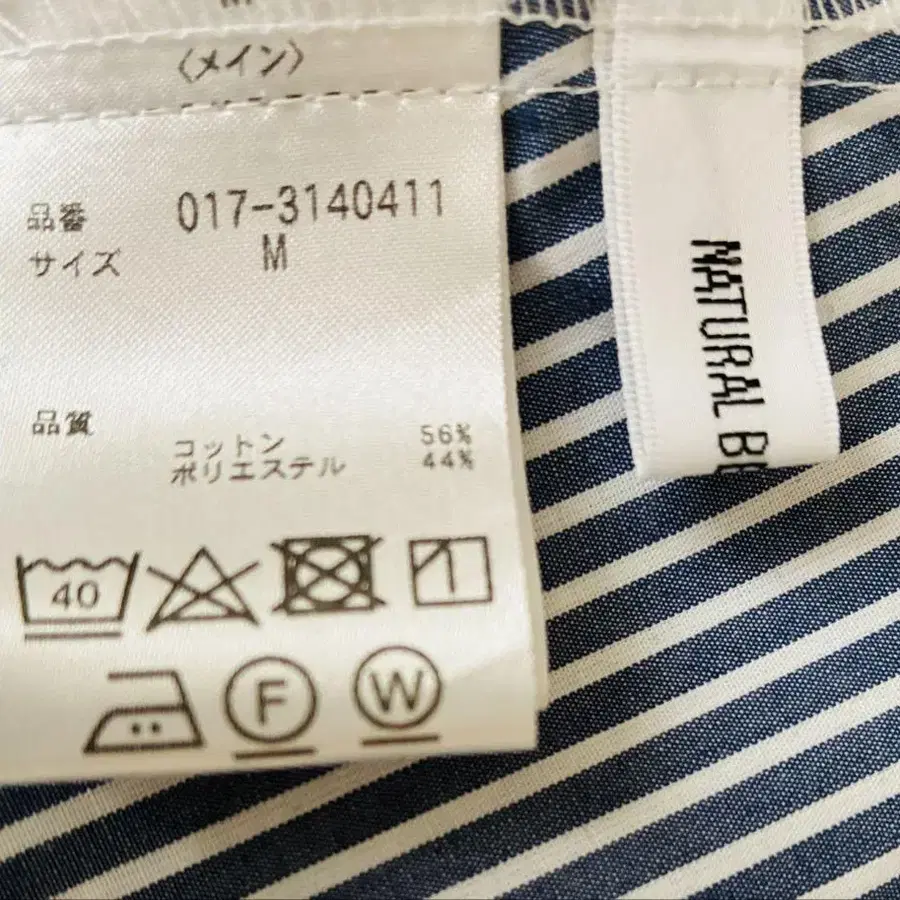 〈メイン〉
品番 017-3140411
サイズ M
品質
コットン 56%
ポリエステル 44%
40
F
W
NATURAL